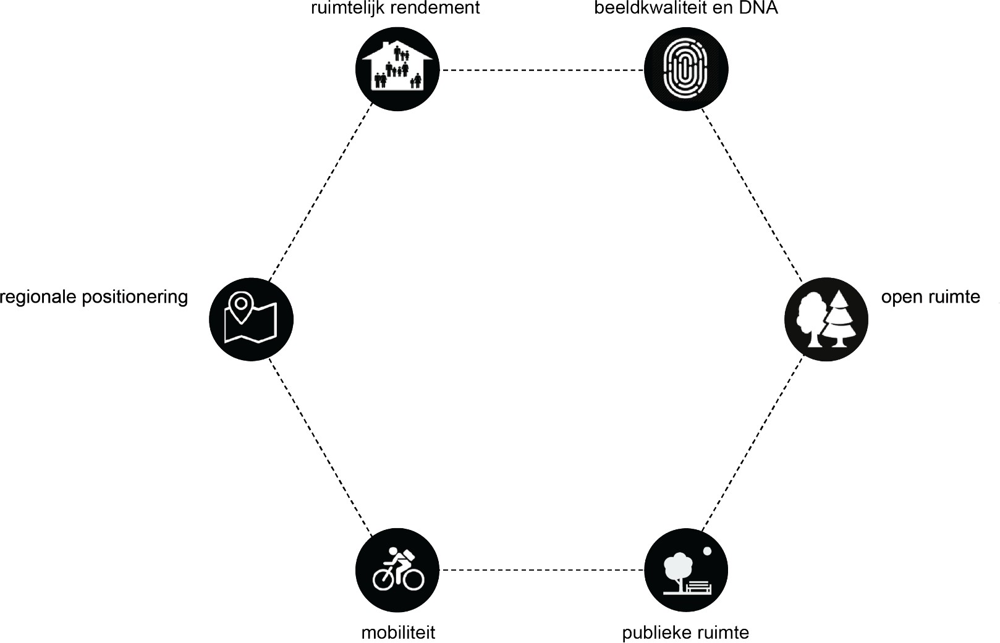 ruimtelijk rendement
beeldkwaliteit en DNA
regionale positionering
open ruimte
mobiliteit
publieke ruimte